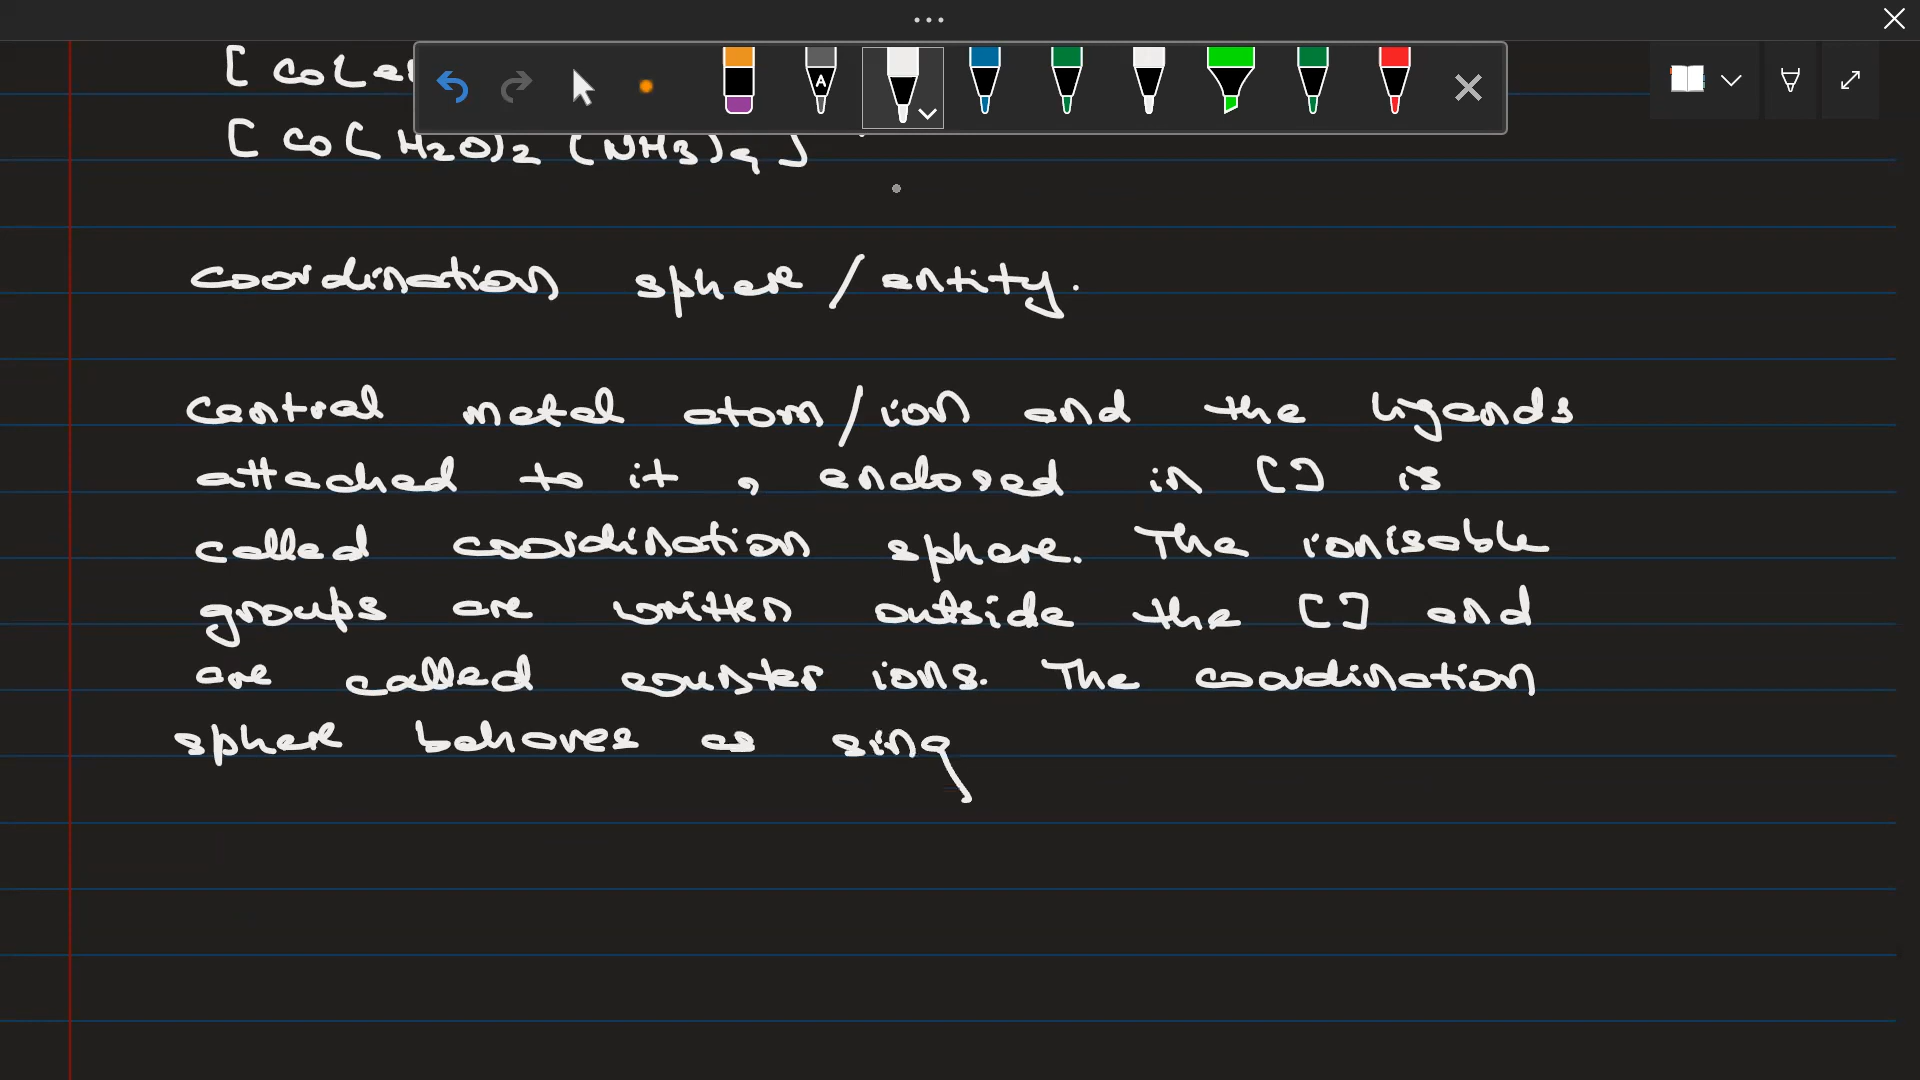 [ Co(en
[ Co(H2O)2 (NH3)4]
Coordination sphere / entity.
Central metal atom/ion and the ligands
attached to it , enclosed in [] is
called coordination sphere. The ionisable
groups are written outside the [] and
are called counter ions. The coordination
sphere behaves as sing